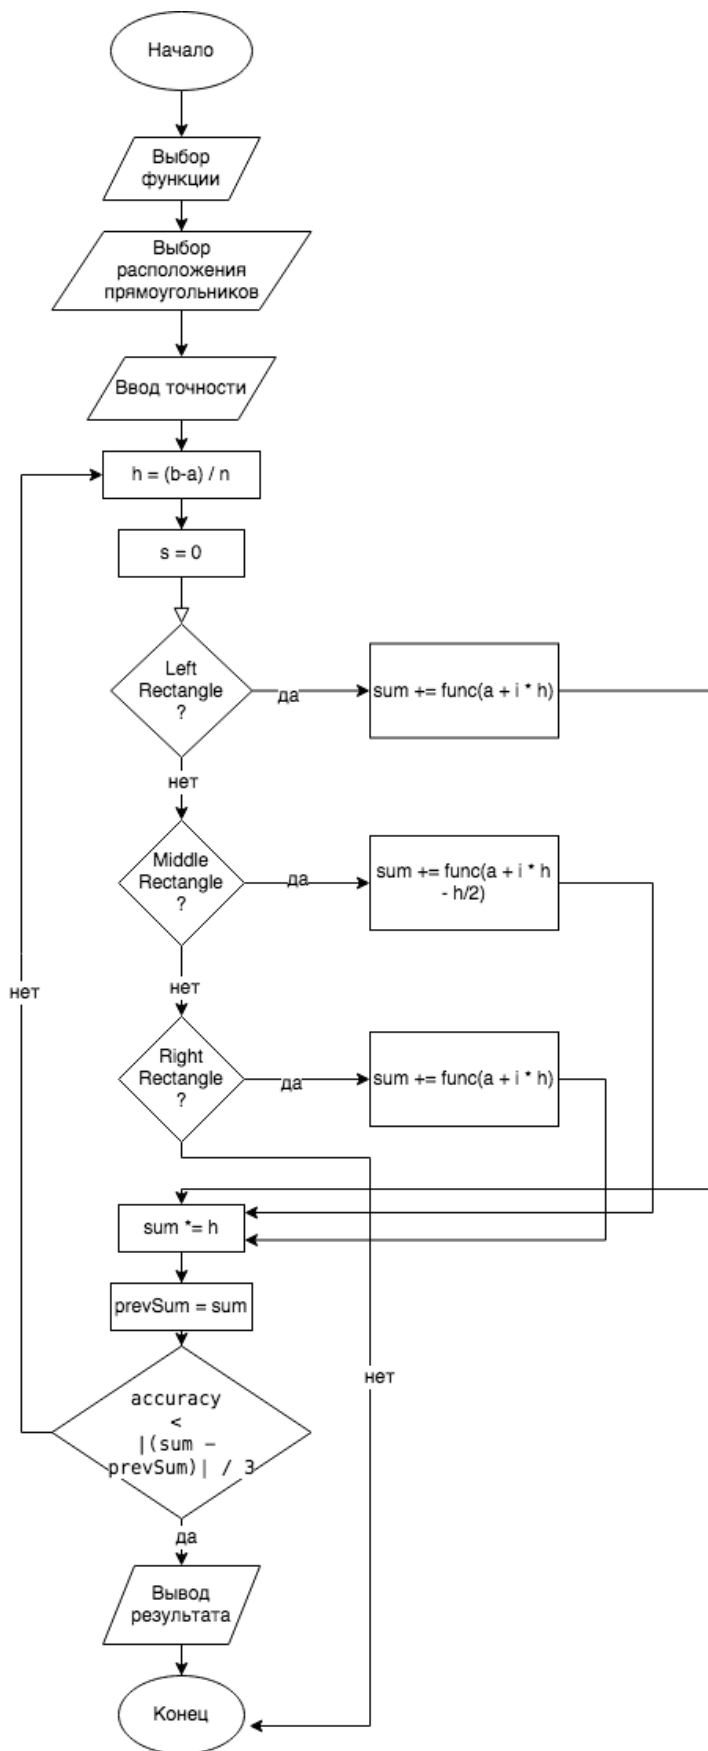 Начало
Выбор
функции
Выбор
расположения
прямоугольников
Ввод точности
h = (b-a) / n
s = 0
Left
Rectangle
?
да
sum += func(a + i * h)
нет
Middle
Rectangle
?
да
sum += func(a + i * h
- h/2)
нет
нет
Right
Rectangle
?
да
sum += func(a + i * h)
sum *= h
prevSum = sum
нет
accuracy
<
|(sum –
prevSum)| / 3
да
Вывод
результата
Конец